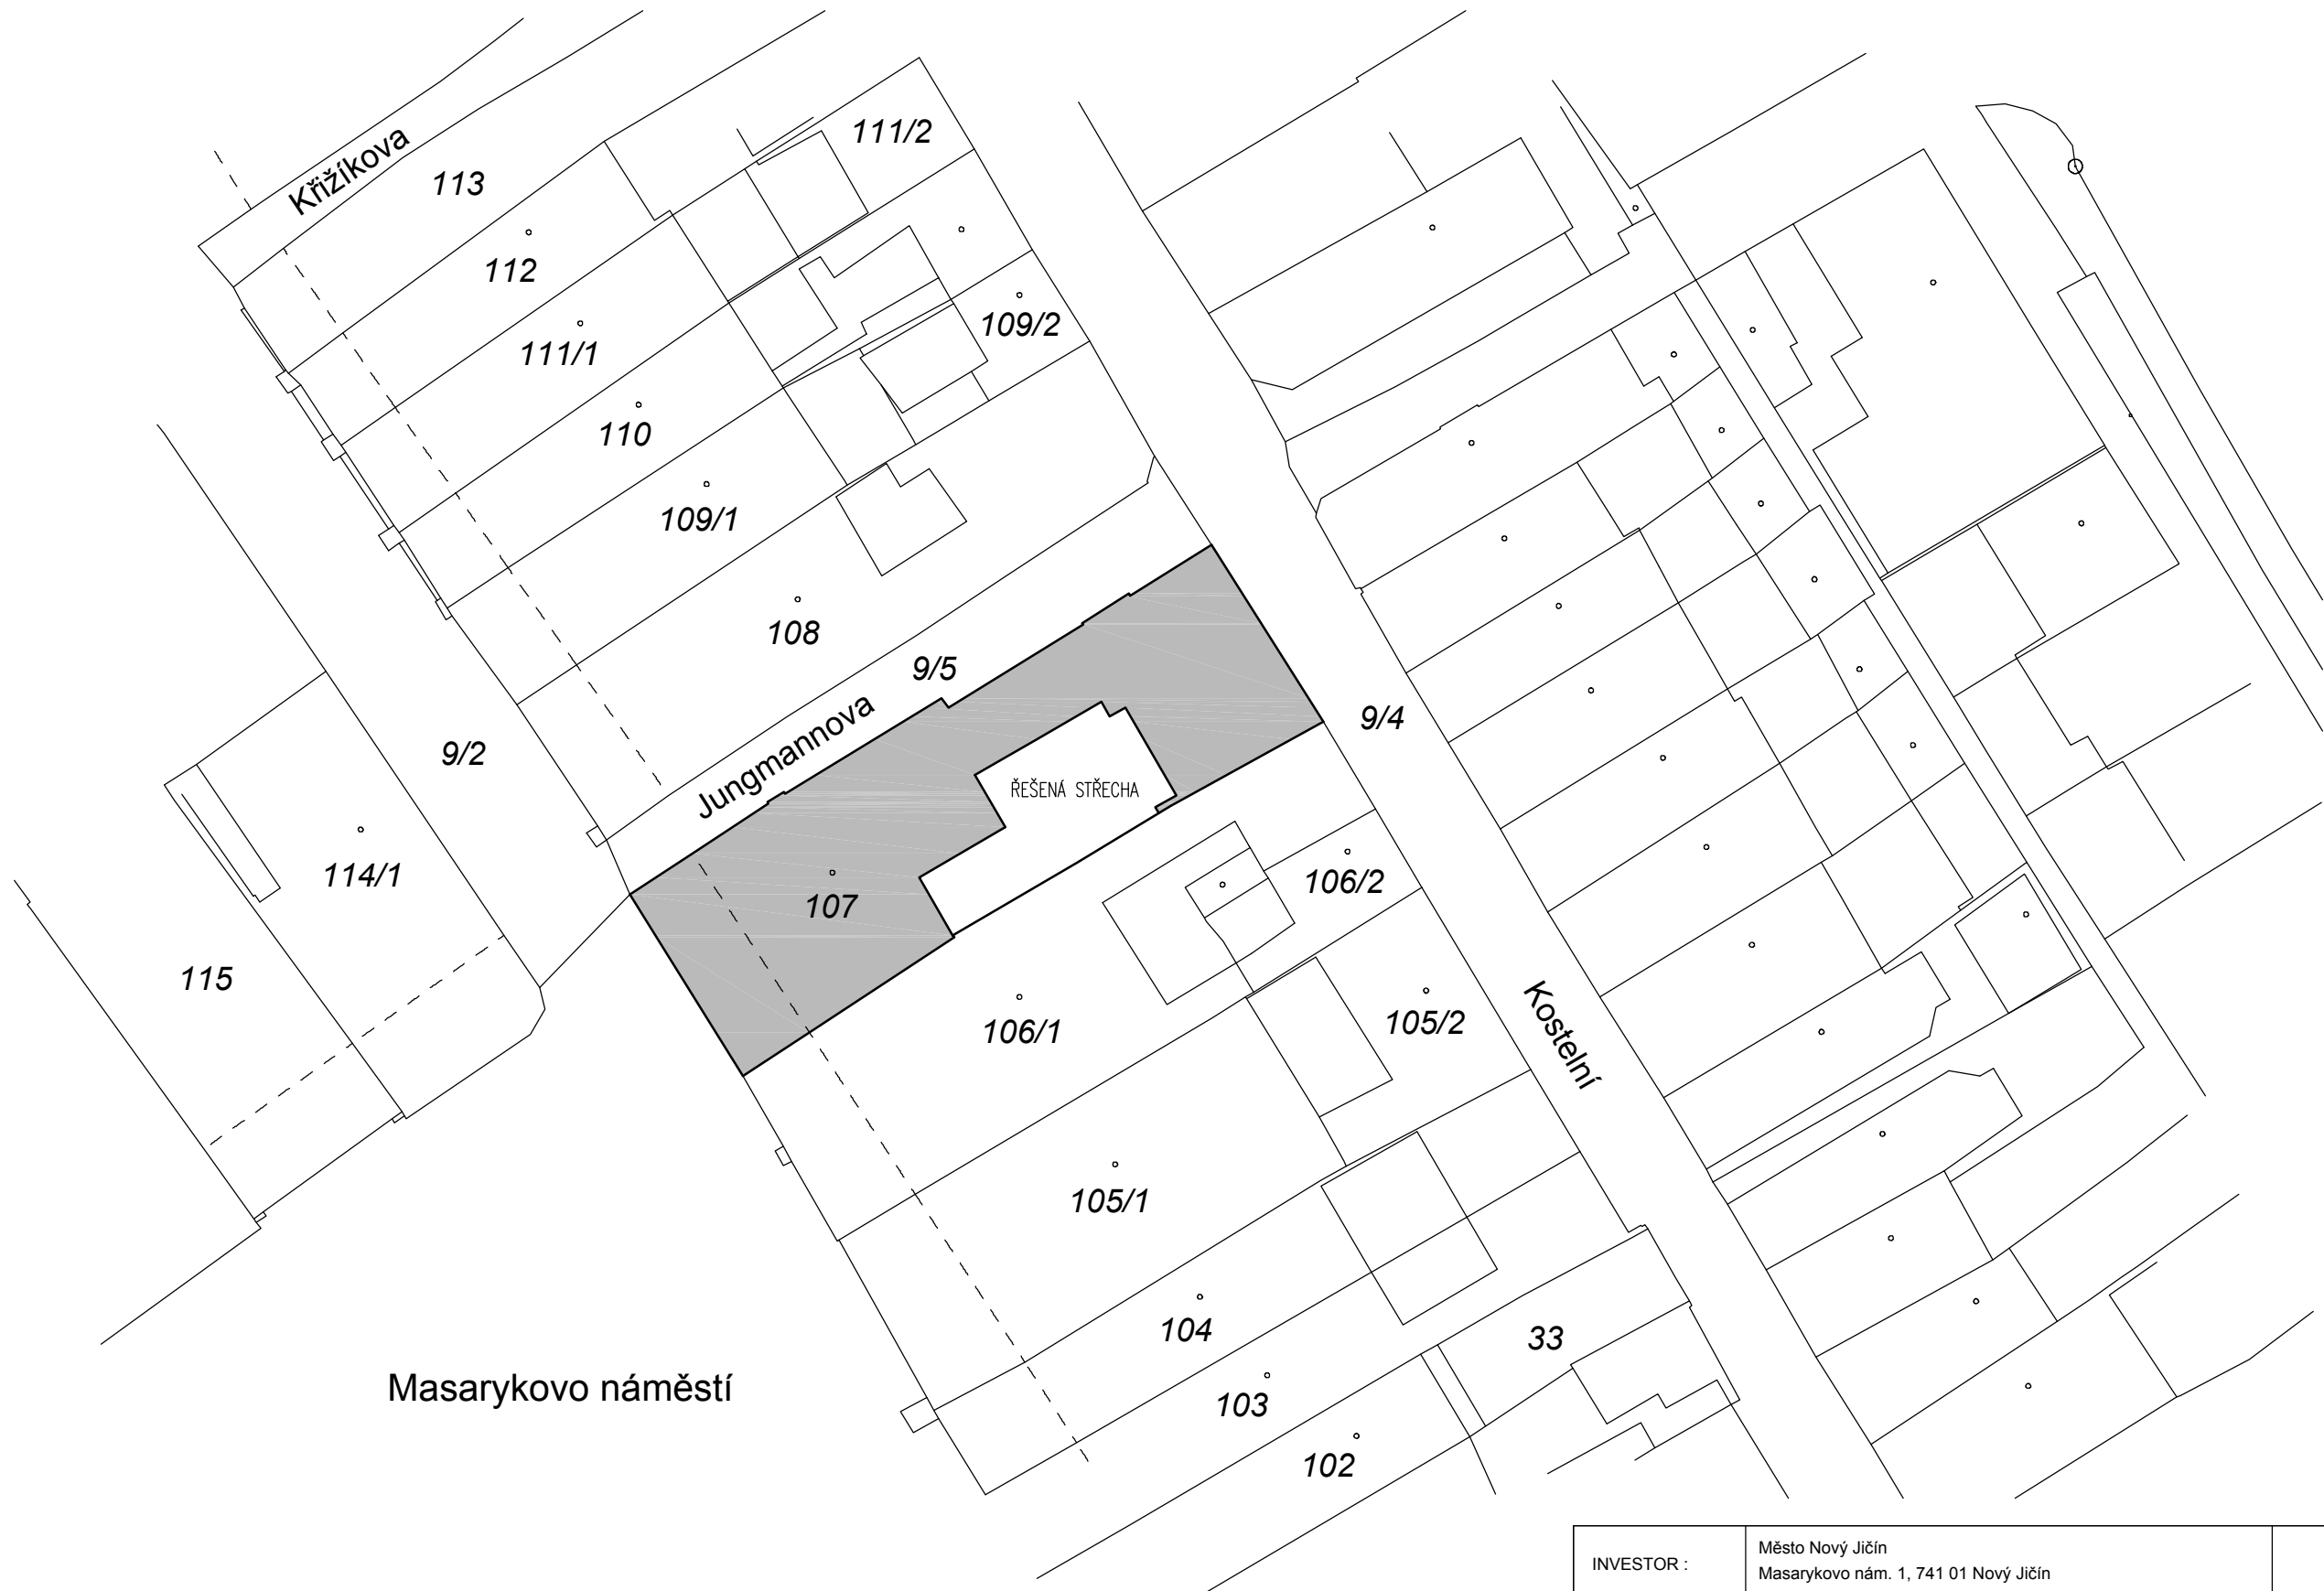 111/2
Křižíkova
113
112
109/2
111/1
110
109/1
108
9/5
9/4
Jungmannova
9/2
ŘEŠENÁ STŘECHA
114/1
106/2
107
115
106/1
105/2
Kostelní
105/1
104
33
Masarykovo náměstí
103
102
INVESTOR :
Město Nový Jičín
Masarykovo nám. 1, 741 01 Nový Jičín